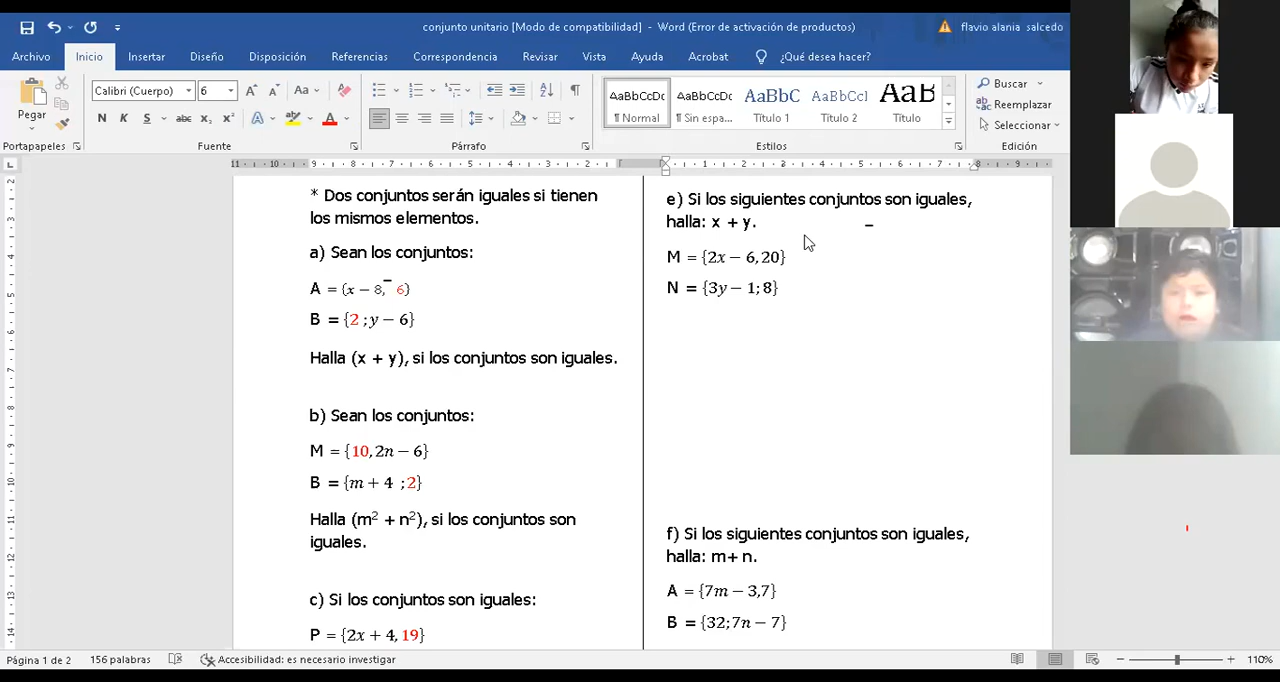 conjunto unitario [Modo de compatibilidad] - Word (Error de activación de productos)
flavio alania salcedo
Archivo Inicio Insertar Diseño Disposición Referencias Correspondencia Revisar Vista Ayuda Acrobat ¿Qué desea hacer?
Pegar
Calibri (Cuerpo) 6
Aa
N K S abc x₂ x²
AaBbCcDc AaBbCcDc AaBbC AaBbCcI AaB
¶ Normal ¶ Sin espa... Título 1 Título 2 Título
Buscar
Reemplazar
Seleccionar
Portapapeles Fuente Párrafo Estilos Edición
* Dos conjuntos serán iguales si tienen
los mismos elementos.
a) Sean los conjuntos:
A = {x − 8, 6}
B = {2 ; y − 6}
Halla (x + y), si los conjuntos son iguales.
b) Sean los conjuntos:
M = {10, 2n − 6}
B = {m + 4 ; 2}
Halla (m² + n²), si los conjuntos son
iguales.
c) Si los conjuntos son iguales:
P = {2x + 4, 19}
e) Si los siguientes conjuntos son iguales,
halla: x + y.
M = {2x − 6, 20}
N = {3y − 1; 8}
f) Si los siguientes conjuntos son iguales,
halla: m+ n.
A = {7m − 3,7}
B = {32; 7n − 7}
Página 1 de 2 156 palabras Accesibilidad: es necesario investigar 110%